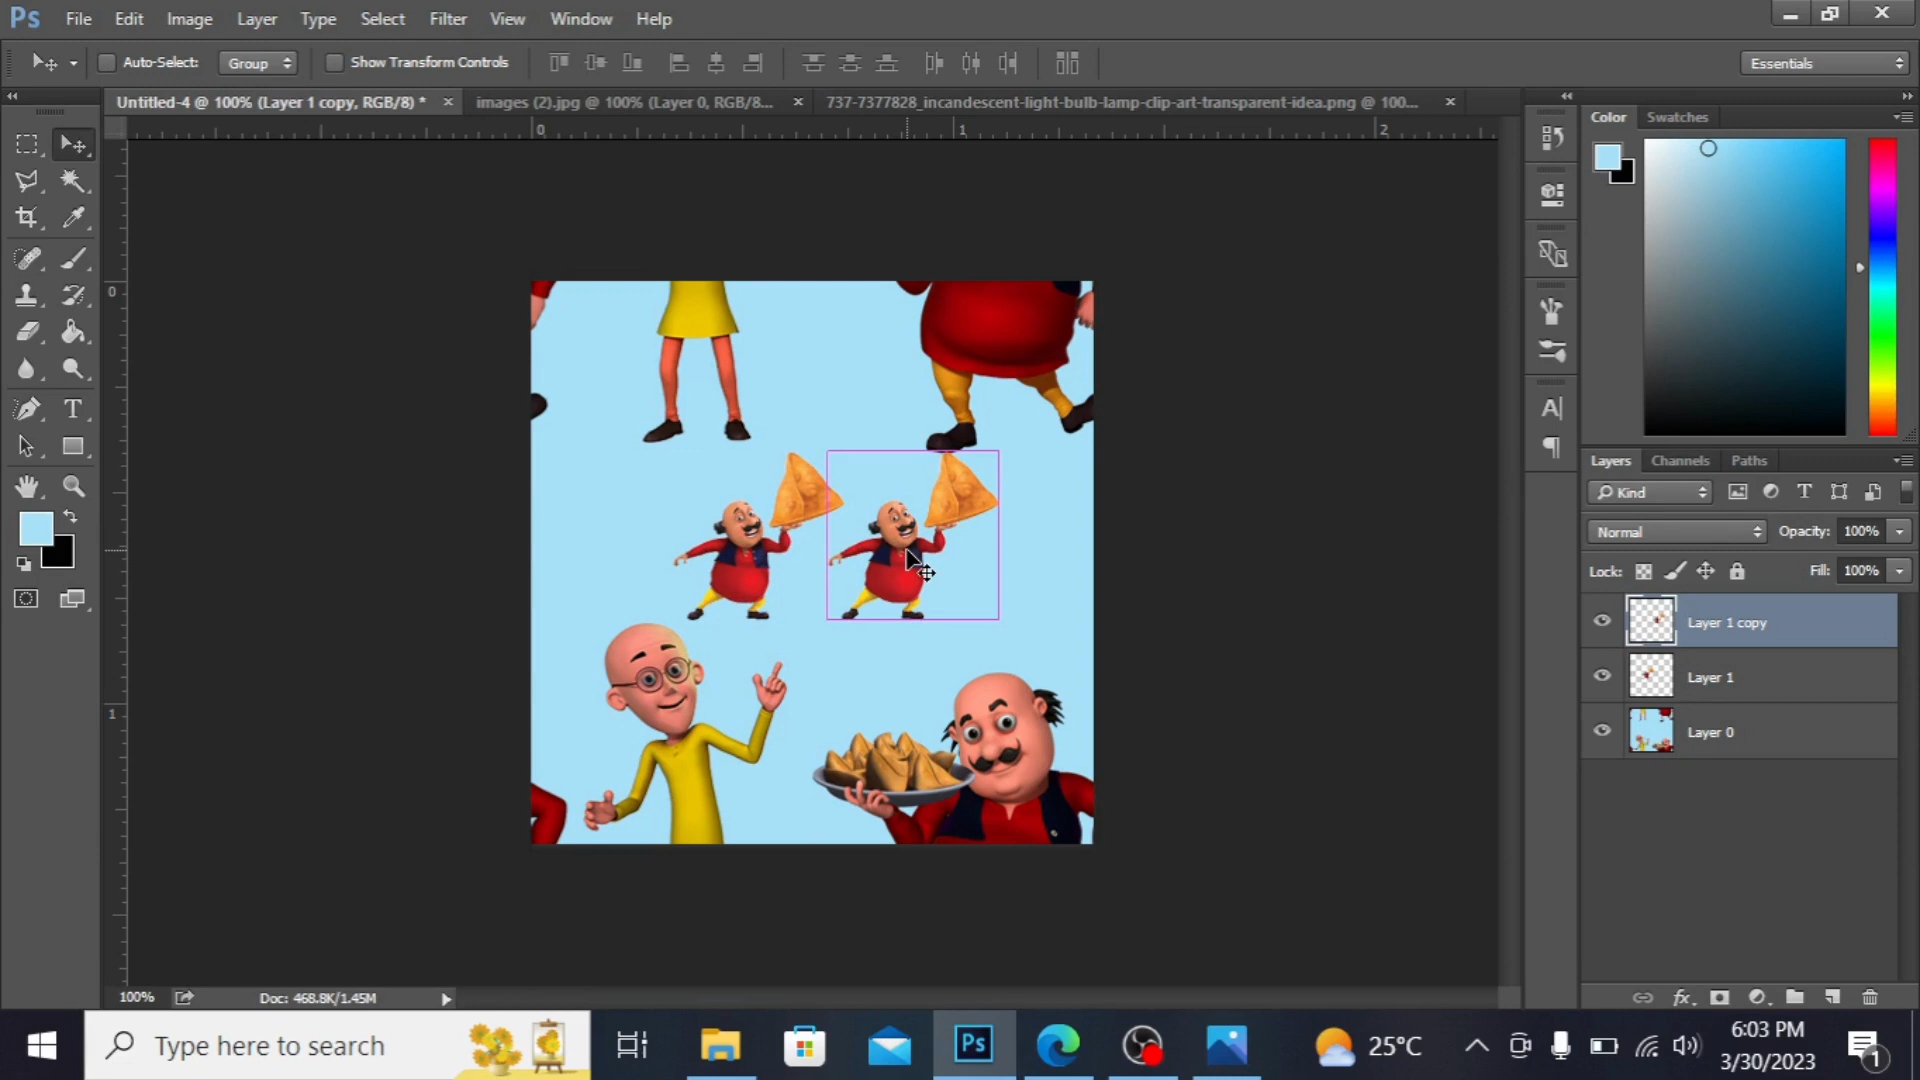 Ps File Edit Image Layer Type Select Filter View Window Help
Auto-Select: Group Show Transform Controls Essentials
Untitled-4 @ 100% (Layer 1 copy, RGB/8) * images (2).jpg @ 100% (Layer 0, RGB/8... 737-7377828_incandescent-light-bulb-lamp-clip-art-transparent-idea.png @ 100...
0 1 2
0
1
Color Swatches
Layers Channels Paths
Kind
Normal Opacity: 100%
Lock: Fill: 100%
Layer 1 copy
Layer 1
Layer 0
100% Doc: 468.8K/1.45M
Type here to search Ps 25°C 6:03 PM
3/30/2023 1